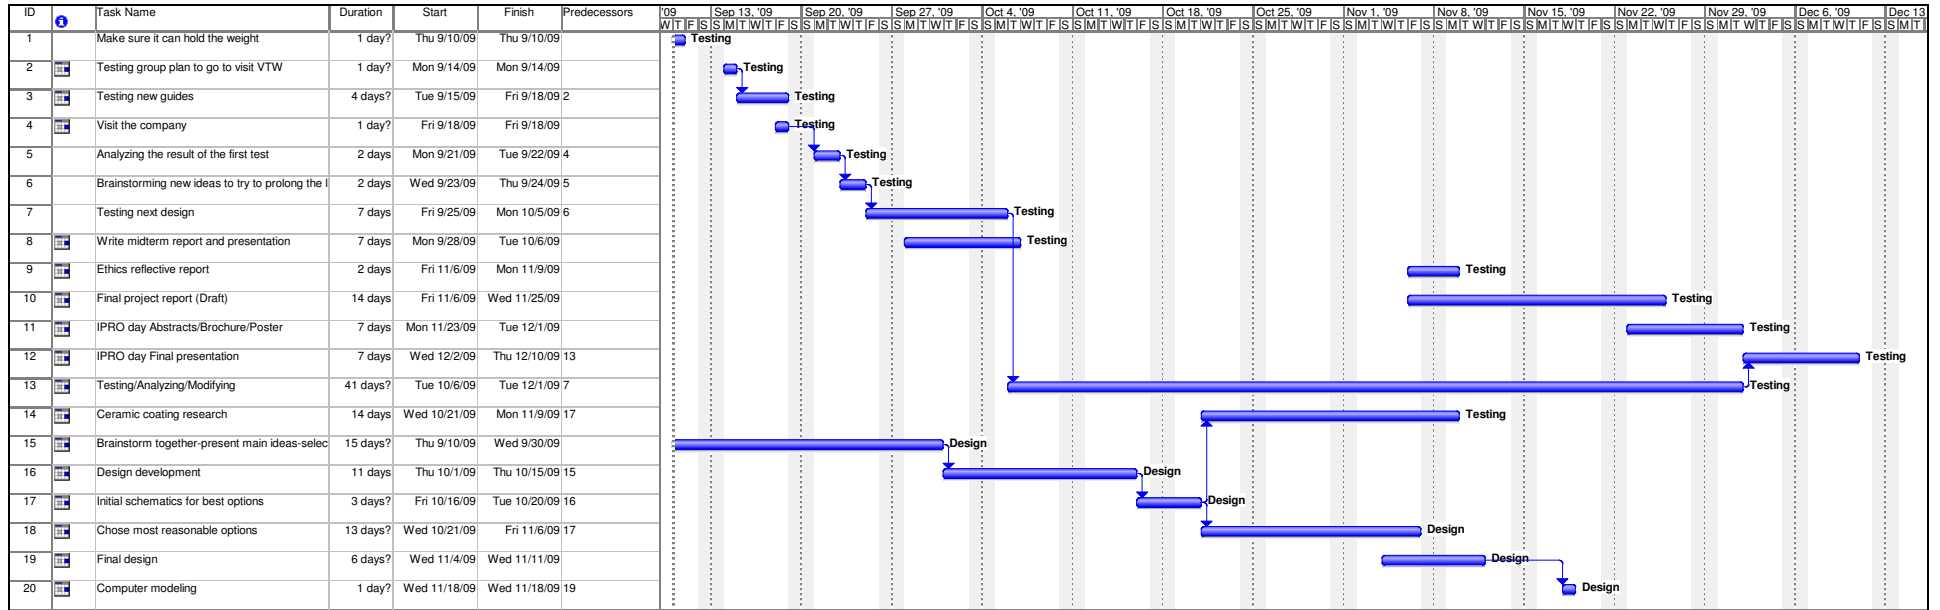 ID Task Name Duration Start Finish Predecessors '09 Sep 13, '09 Sep 20, '09 Sep 27, '09 Oct 4, '09 Oct 11, '09 Oct 18, '09 Oct 25, '09 Nov 1, '09 Nov 8, '09 Nov 15, '09 Nov 22, '09 Nov 29, '09 Dec 6, '09 Dec 13
W T F S S M T W T F S S M T W T F S S M T W T F S S M T W T F S S M T W T F S S M T W T F S S M T W T F S S M T W T F S S M T W T F S S M T W T F S S M T W T F S S M T W T F S S M T W T F S S M T
1 Make sure it can hold the weight 1 day? Thu 9/10/09 Thu 9/10/09 Testing
2 Testing group plan to go to visit VTW 1 day? Mon 9/14/09 Mon 9/14/09 Testing
3 Testing new guides 4 days? Tue 9/15/09 Fri 9/18/09 2 Testing
4 Visit the company 1 day? Fri 9/18/09 Fri 9/18/09 Testing
5 Analyzing the result of the first test 2 days Mon 9/21/09 Tue 9/22/09 4 Testing
6 Brainstorming new ideas to try to prolong the l 2 days Wed 9/23/09 Thu 9/24/09 5 Testing
7 Testing next design 7 days Fri 9/25/09 Mon 10/5/09 6 Testing
8 Write midterm report and presentation 7 days Mon 9/28/09 Tue 10/6/09 Testing
9 Ethics reflective report 2 days Fri 11/6/09 Mon 11/9/09 Testing
10 Final project report (Draft) 14 days Fri 11/6/09 Wed 11/25/09 Testing
11 IPRO day Abstracts/Brochure/Poster 7 days Mon 11/23/09 Tue 12/1/09 Testing
12 IPRO day Final presentation 7 days Wed 12/2/09 Thu 12/10/09 13 Testing
13 Testing/Analyzing/Modifying 41 days? Tue 10/6/09 Tue 12/1/09 7 Testing
14 Ceramic coating research 14 days Wed 10/21/09 Mon 11/9/09 17 Testing
15 Brainstorm together-present main ideas-selec 15 days? Thu 9/10/09 Wed 9/30/09 Design
16 Design development 11 days Thu 10/1/09 Thu 10/15/09 15 Design
17 Initial schematics for best options 3 days? Fri 10/16/09 Tue 10/20/09 16 Design
18 Chose most reasonable options 13 days? Wed 10/21/09 Fri 11/6/09 17 Design
19 Final design 6 days? Wed 11/4/09 Wed 11/11/09 Design
20 Computer modeling 1 day? Wed 11/18/09 Wed 11/18/09 19 Design